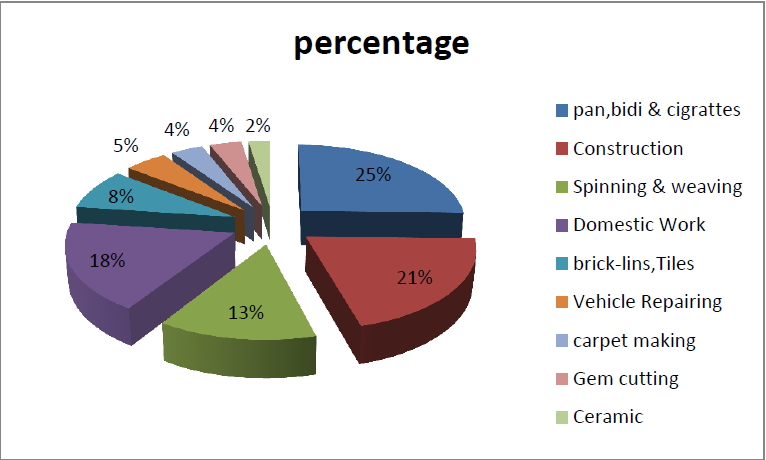 percentage
4%
4%
2%
5%
25%
8%
18%
21%
13%
pan,bidi & cigrattes
Construction
Spinning & weaving
Domestic Work
brick-lins,Tiles
Vehicle Repairing
carpet making
Gem cutting
Ceramic